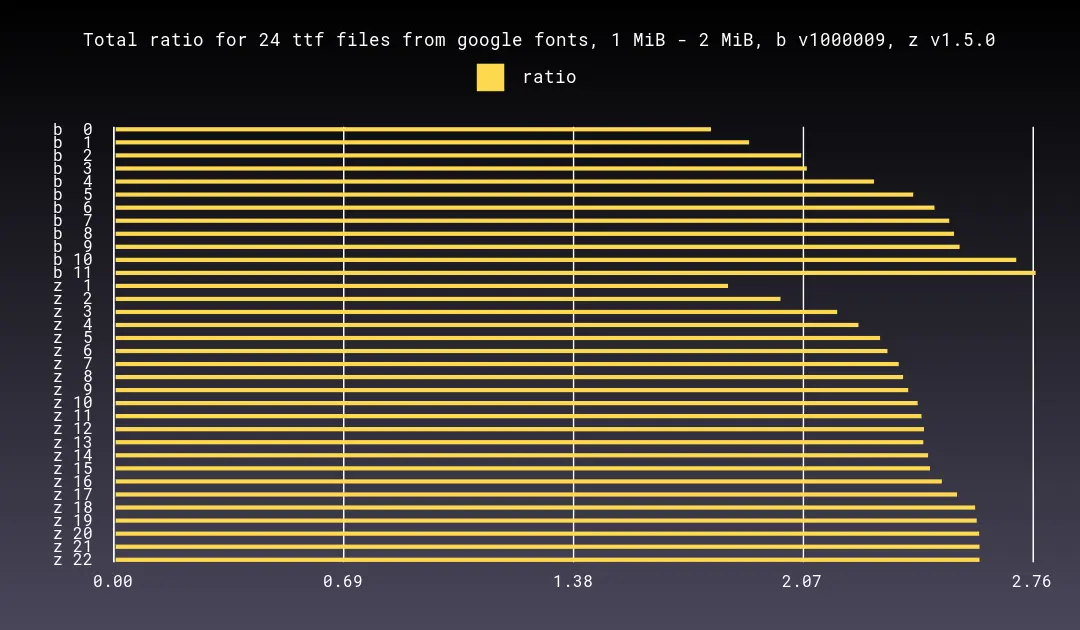 Total ratio for 24 ttf files from google fonts, 1 MiB - 2 MiB, b v1000009, z v1.5.0
ratio
b 0
b 1
b 2
b 3
b 4
b 5
b 6
b 7
b 8
b 9
b 10
b 11
z 1
z 2
z 3
z 4
z 5
z 6
z 7
z 8
z 9
z 10
z 11
z 12
z 13
z 14
z 15
z 16
z 17
z 18
z 19
z 20
z 21
z 22
0.00 0.69 1.38 2.07 2.76